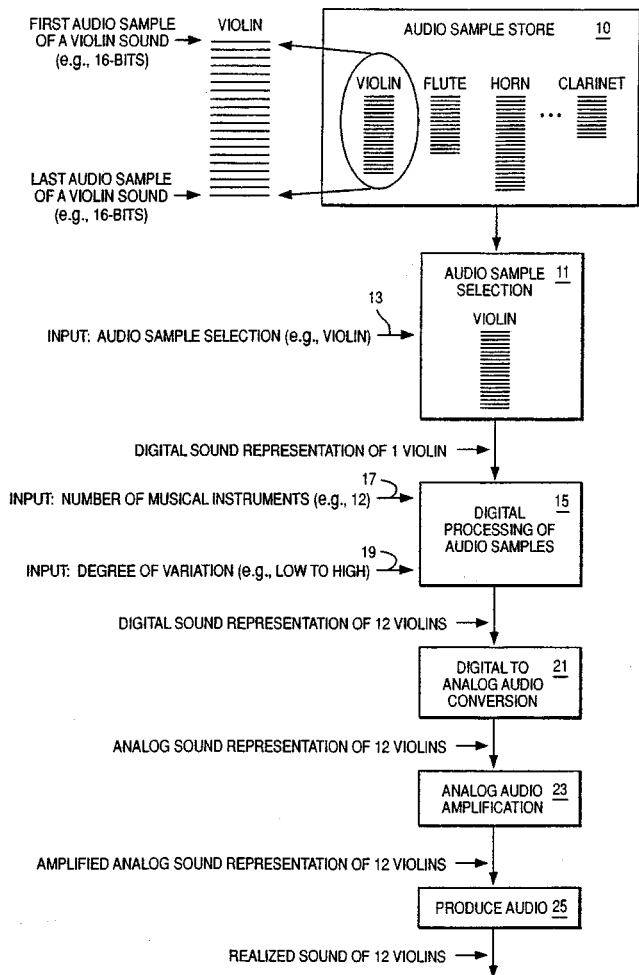 FIRST AUDIO SAMPLE
OF A VIOLIN SOUND
(e.g., 16-BITS)
VIOLIN
LAST AUDIO SAMPLE
OF A VIOLIN SOUND
(e.g., 16-BITS)
AUDIO SAMPLE STORE 10
VIOLIN FLUTE HORN ••• CLARINET
AUDIO SAMPLE 11
SELECTION
VIOLIN
13
INPUT: AUDIO SAMPLE SELECTION (e.g., VIOLIN)
DIGITAL SOUND REPRESENTATION OF 1 VIOLIN
17
INPUT: NUMBER OF MUSICAL INSTRUMENTS (e.g., 12)
DIGITAL 15
PROCESSING OF
AUDIO SAMPLES
19
INPUT: DEGREE OF VARIATION (e.g., LOW TO HIGH)
DIGITAL SOUND REPRESENTATION OF 12 VIOLINS
DIGITAL TO 21
ANALOG AUDIO
CONVERSION
ANALOG SOUND REPRESENTATION OF 12 VIOLINS
ANALOG AUDIO 23
AMPLIFICATION
AMPLIFIED ANALOG SOUND REPRESENTATION OF 12 VIOLINS
PRODUCE AUDIO 25
REALIZED SOUND OF 12 VIOLINS